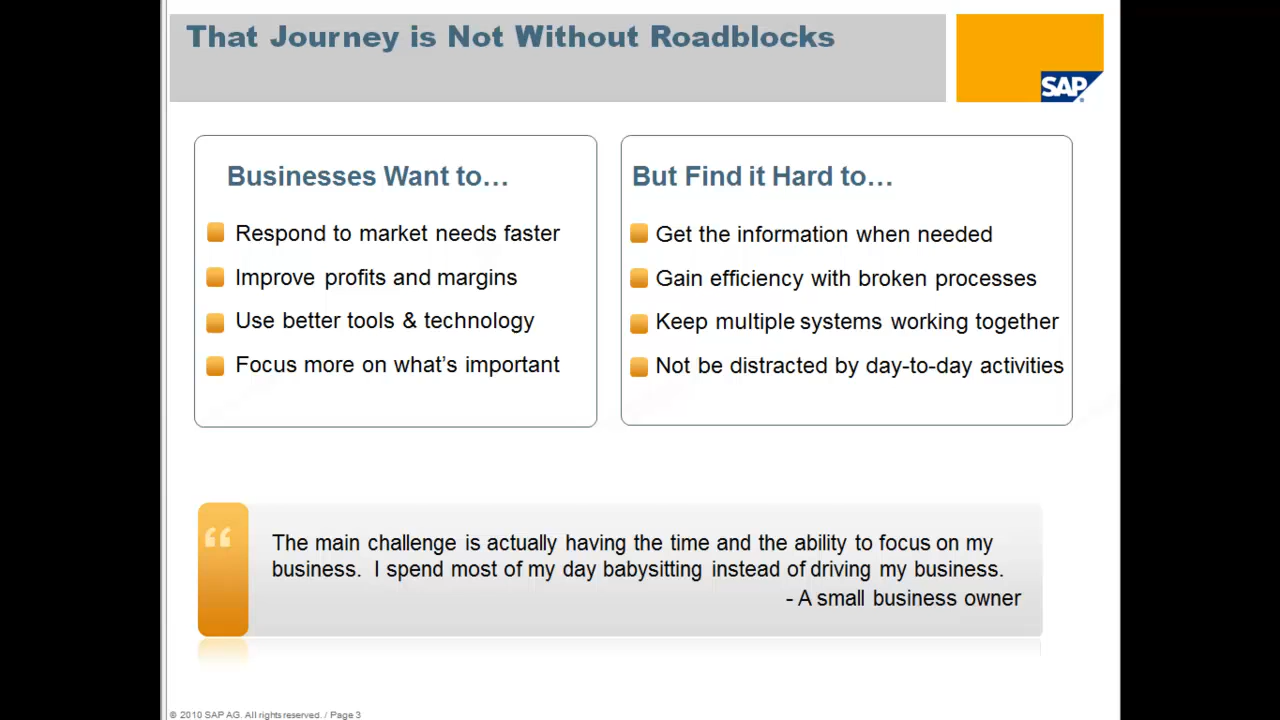 That Journey is Not Without Roadblocks
SAP
Businesses Want to…
Respond to market needs faster
Improve profits and margins
Use better tools & technology
Focus more on what’s important
But Find it Hard to…
Get the information when needed
Gain efficiency with broken processes
Keep multiple systems working together
Not be distracted by day-to-day activities
“
The main challenge is actually having the time and the ability to focus on my
business. I spend most of my day babysitting instead of driving my business.
- A small business owner
© 2010 SAP AG. All rights reserved. / Page 3